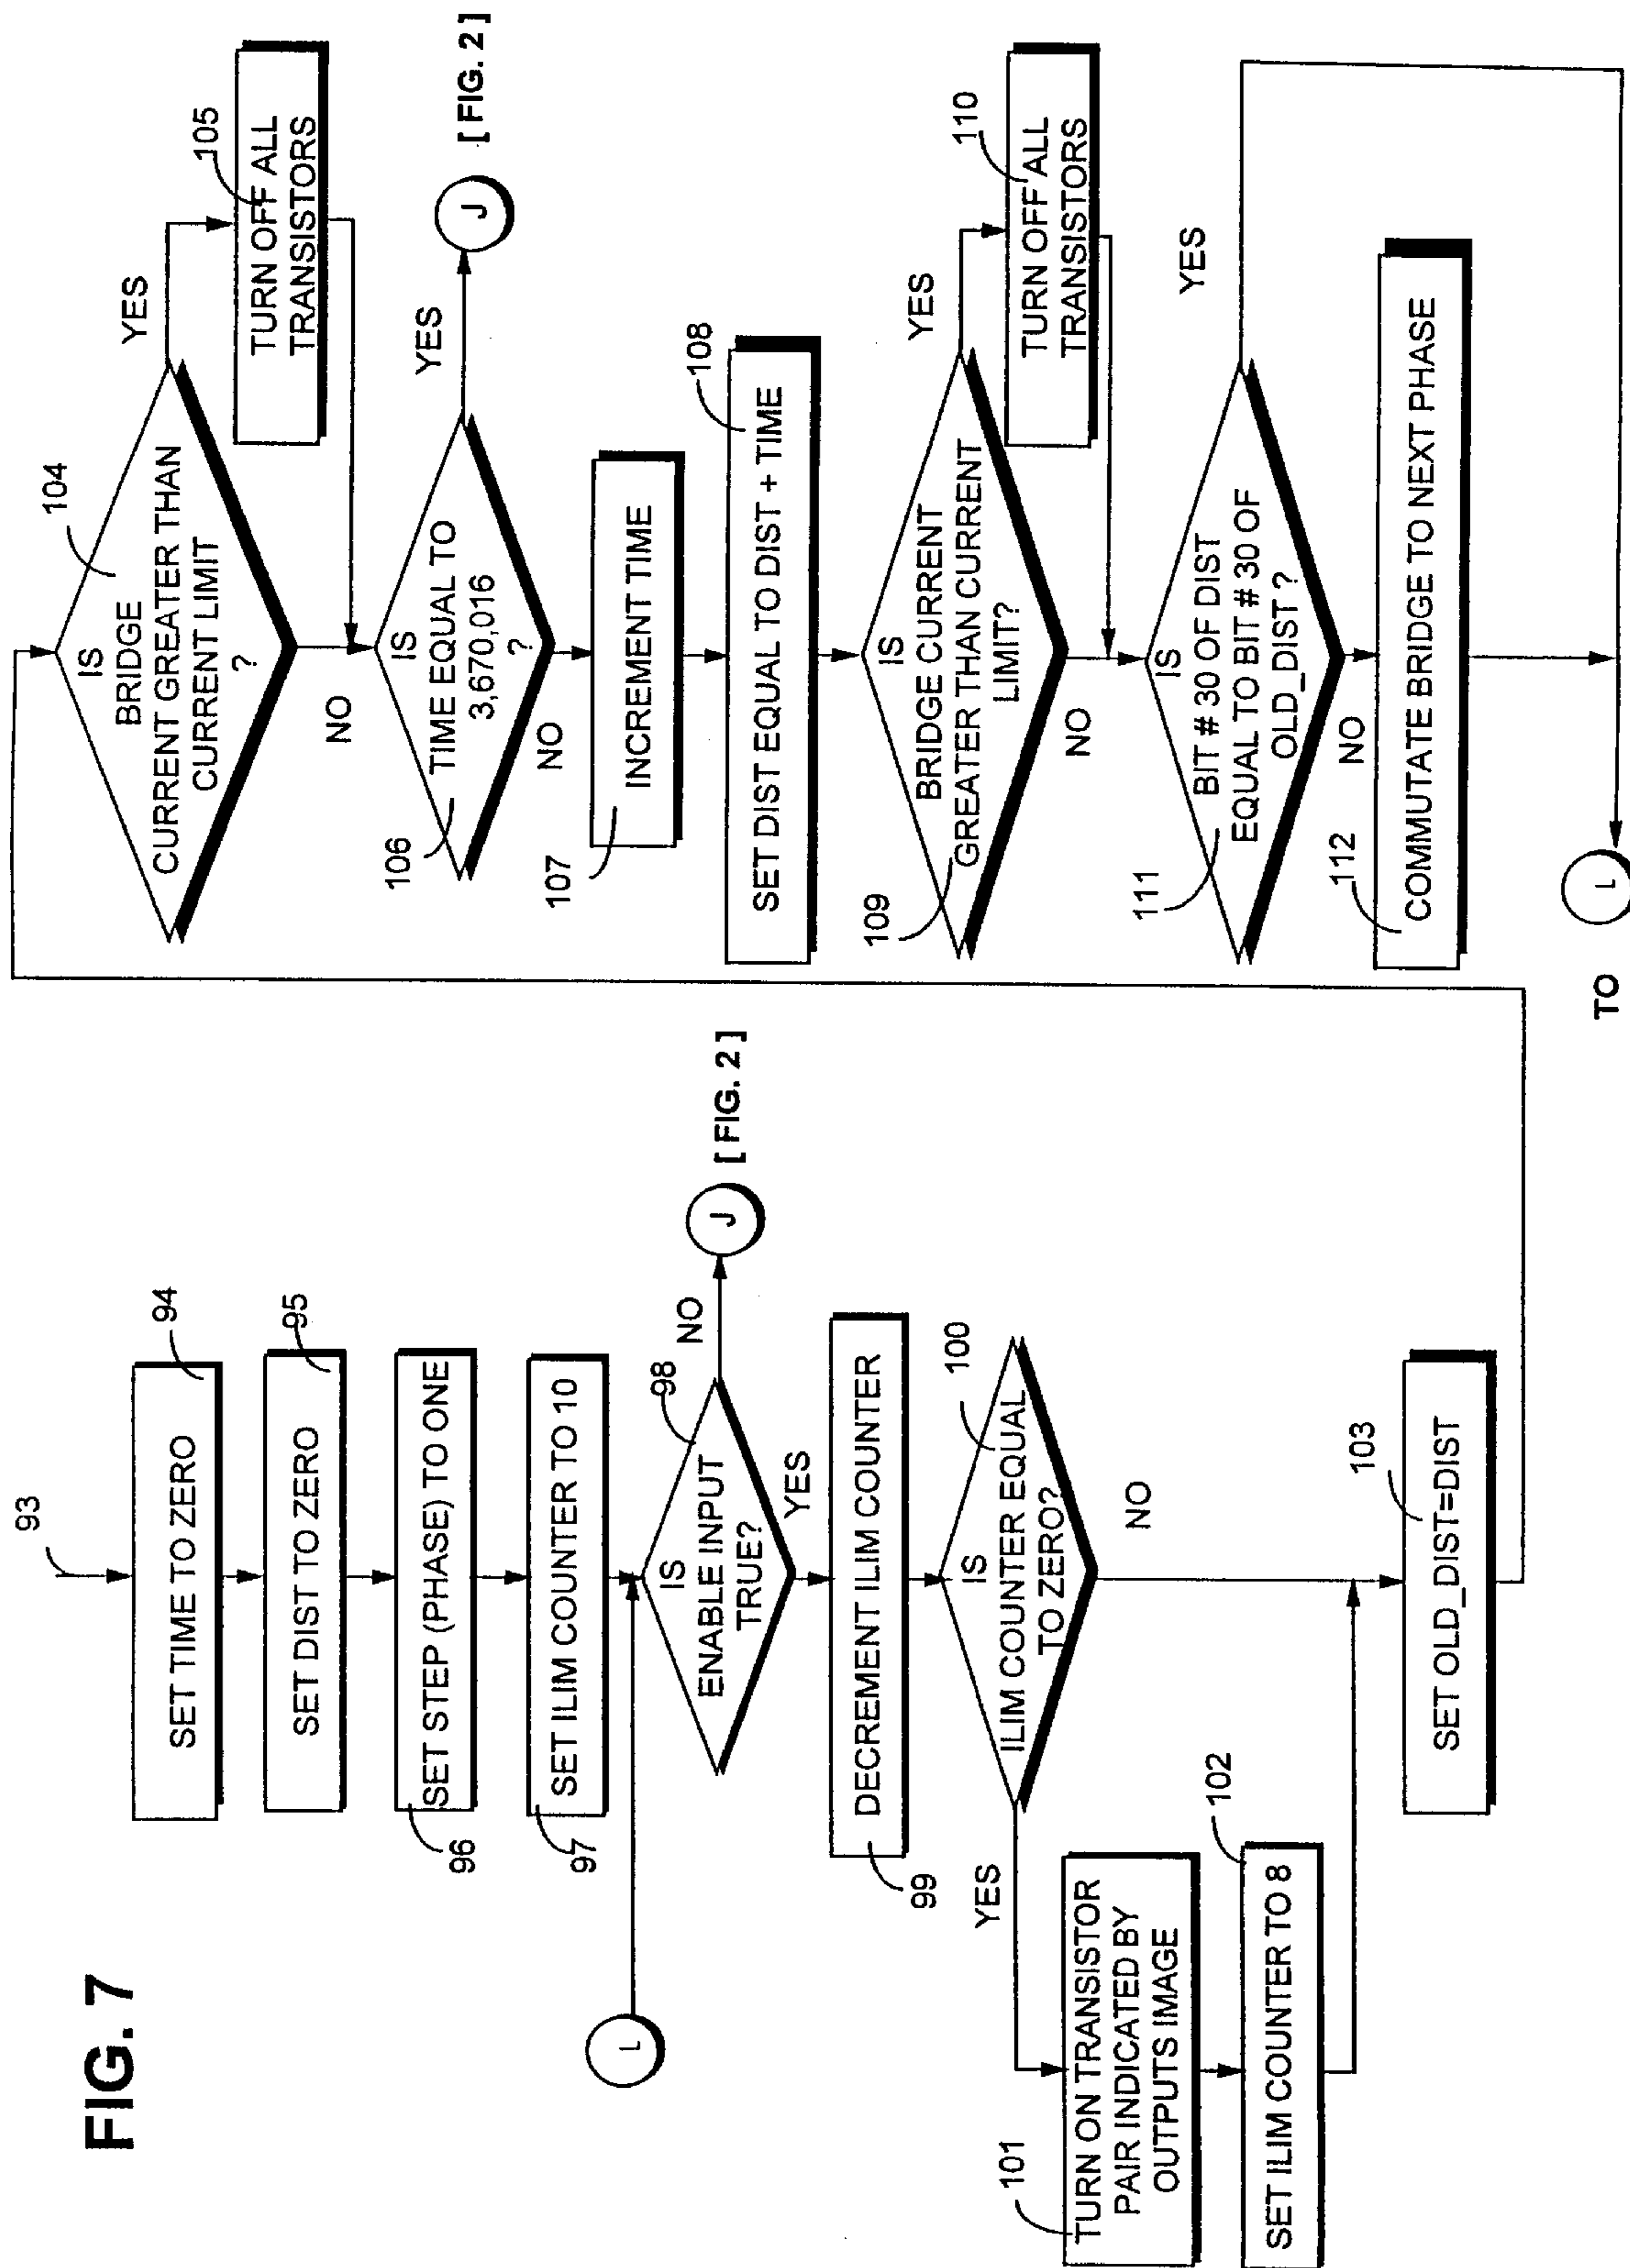 FIG. 7
93
SET TIME TO ZERO
94
SET DIST TO ZERO
95
SET STEP (PHASE) TO ONE
96
SET ILIM COUNTER TO 10
97
L
IS
ENABLE INPUT
TRUE?
98
NO
J
[ FIG. 2 ]
YES
DECREMENT ILIM COUNTER
99
IS
ILIM COUNTER EQUAL
TO ZERO?
100
YES
NO
TURN ON TRANSISTOR
PAIR INDICATED BY
OUTPUTS IMAGE
101
SET ILIM COUNTER TO 8
102
SET OLD_DIST=DIST
103
IS
BRIDGE
CURRENT GREATER THAN
CURRENT LIMIT
?
104
YES
TURN OFF ALL
TRANSISTORS
105
NO
IS
TIME EQUAL TO
3,670,016
?
106
YES
J
[ FIG. 2 ]
NO
INCREMENT TIME
107
SET DIST EQUAL TO DIST + TIME
108
IS
BRIDGE CURRENT
GREATER THAN CURRENT
LIMIT?
109
YES
TURN OFF ALL
TRANSISTORS
110
NO
IS
BIT # 30 OF DIST
EQUAL TO BIT # 30 OF
OLD_DIST ?
111
YES
NO
COMMUTATE BRIDGE TO NEXT PHASE
112
TO
L